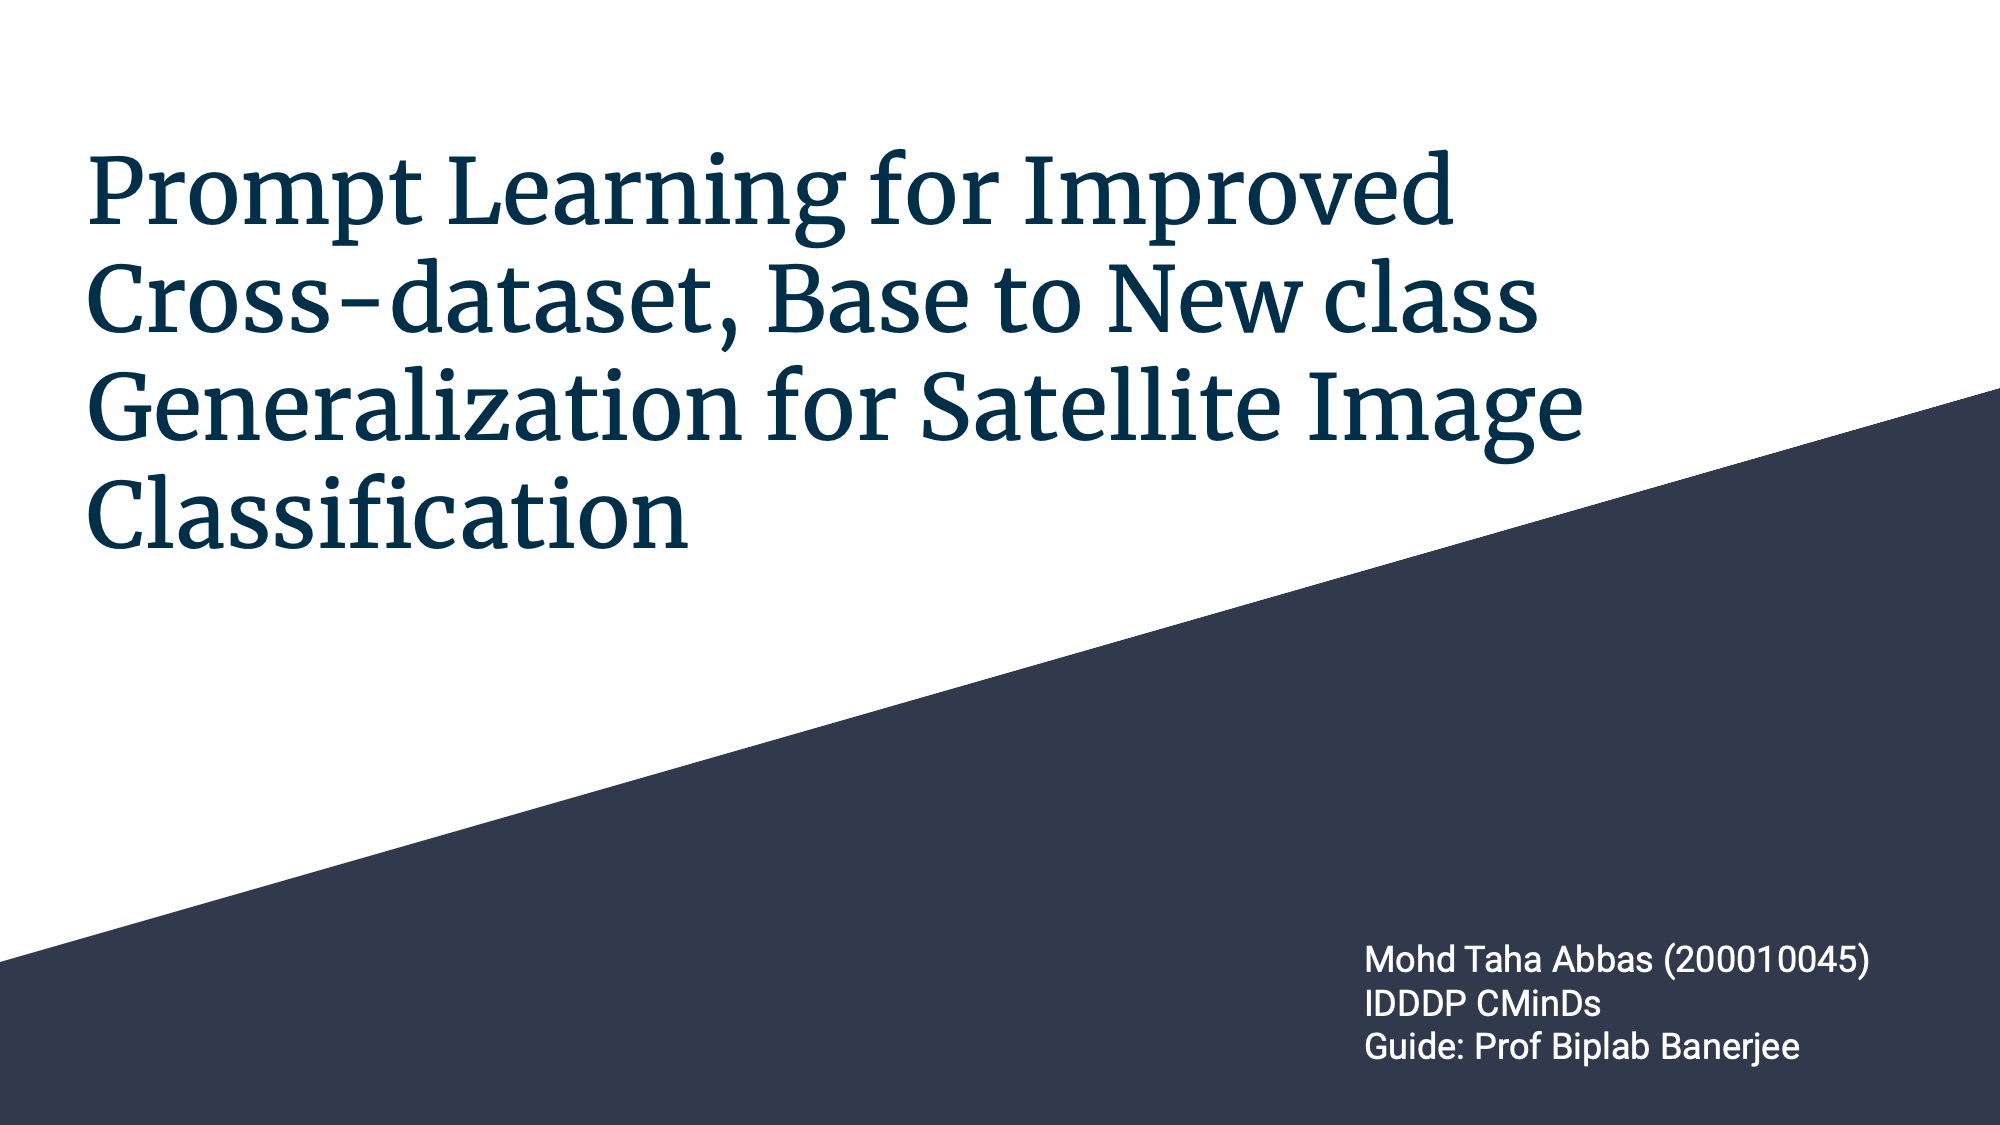 Prompt Learning for Improved
Cross-dataset, Base to New class
Generalization for Satellite Image
Classification
Mohd Taha Abbas (200010045)
IDDDP CMinDs
Guide: Prof Biplab Banerjee